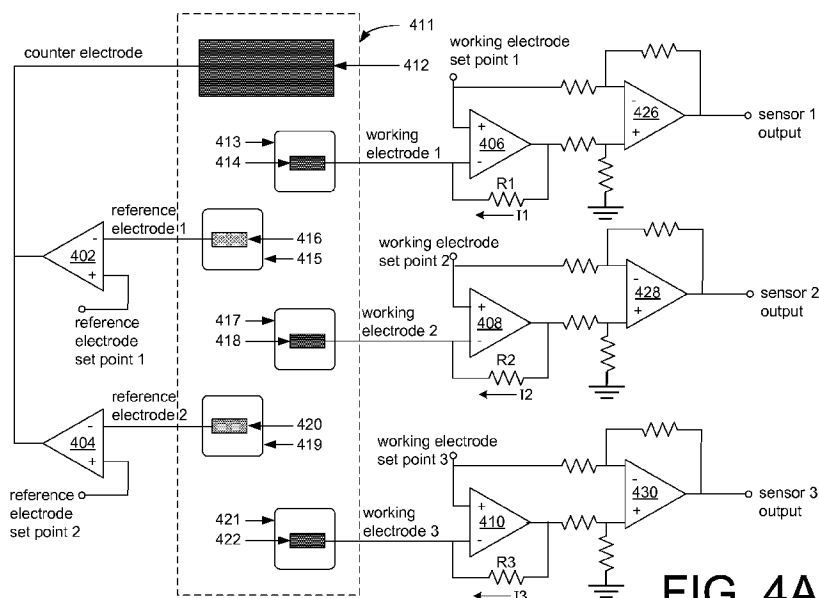 411
counter electrode
412
working electrode
set point 1
-
+
426
sensor 1
output
413
414
working
electrode 1
+
-
406
R1
I1
reference
electrode 1
416
415
-
+
402
reference
electrode
set point 1
working electrode
set point 2
-
+
428
sensor 2
output
417
418
working
electrode 2
+
-
408
R2
I2
reference
electrode 2
420
419
-
+
404
reference
electrode
set point 2
working electrode
set point 3
-
+
430
sensor 3
output
421
422
working
electrode 3
+
-
410
R3
I3
FIG. 4A